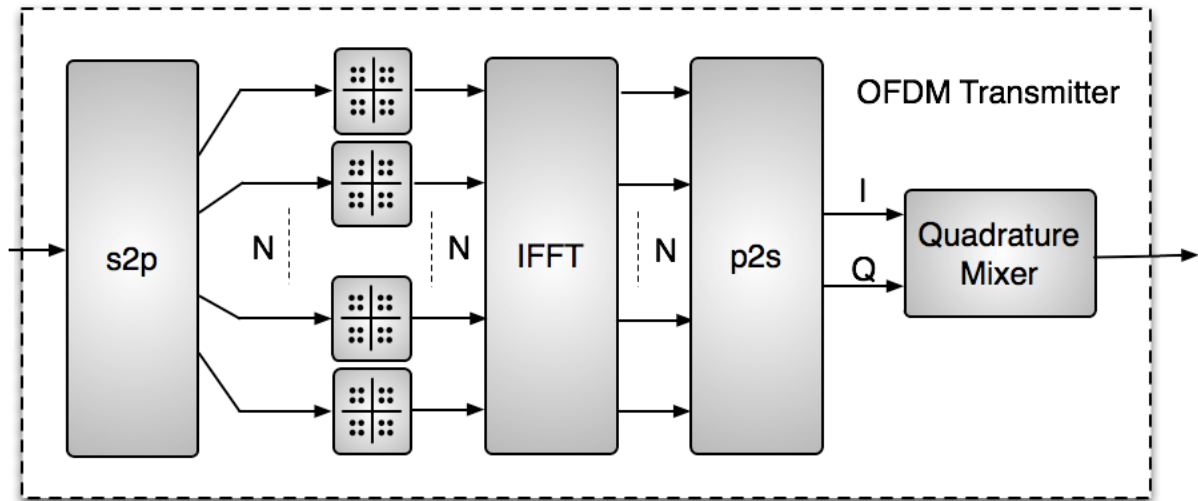 OFDM Transmitter
s2p
N
N
IFFT
N
p2s
I
Q
Quadrature
Mixer